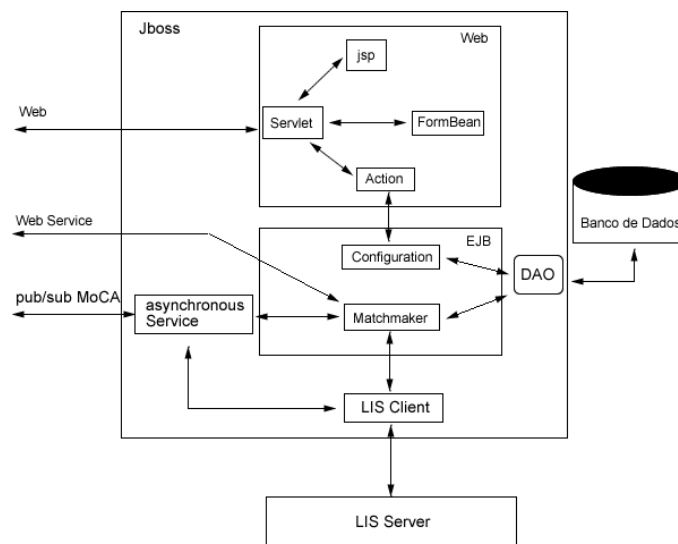 Jboss
Web
jsp
Web
Servlet
FormBean
Action
Web Service
EJB
Banco de Dados
Configuration
DAO
pub/sub MoCA
asynchronous
Service
Matchmaker
LIS Client
LIS Server